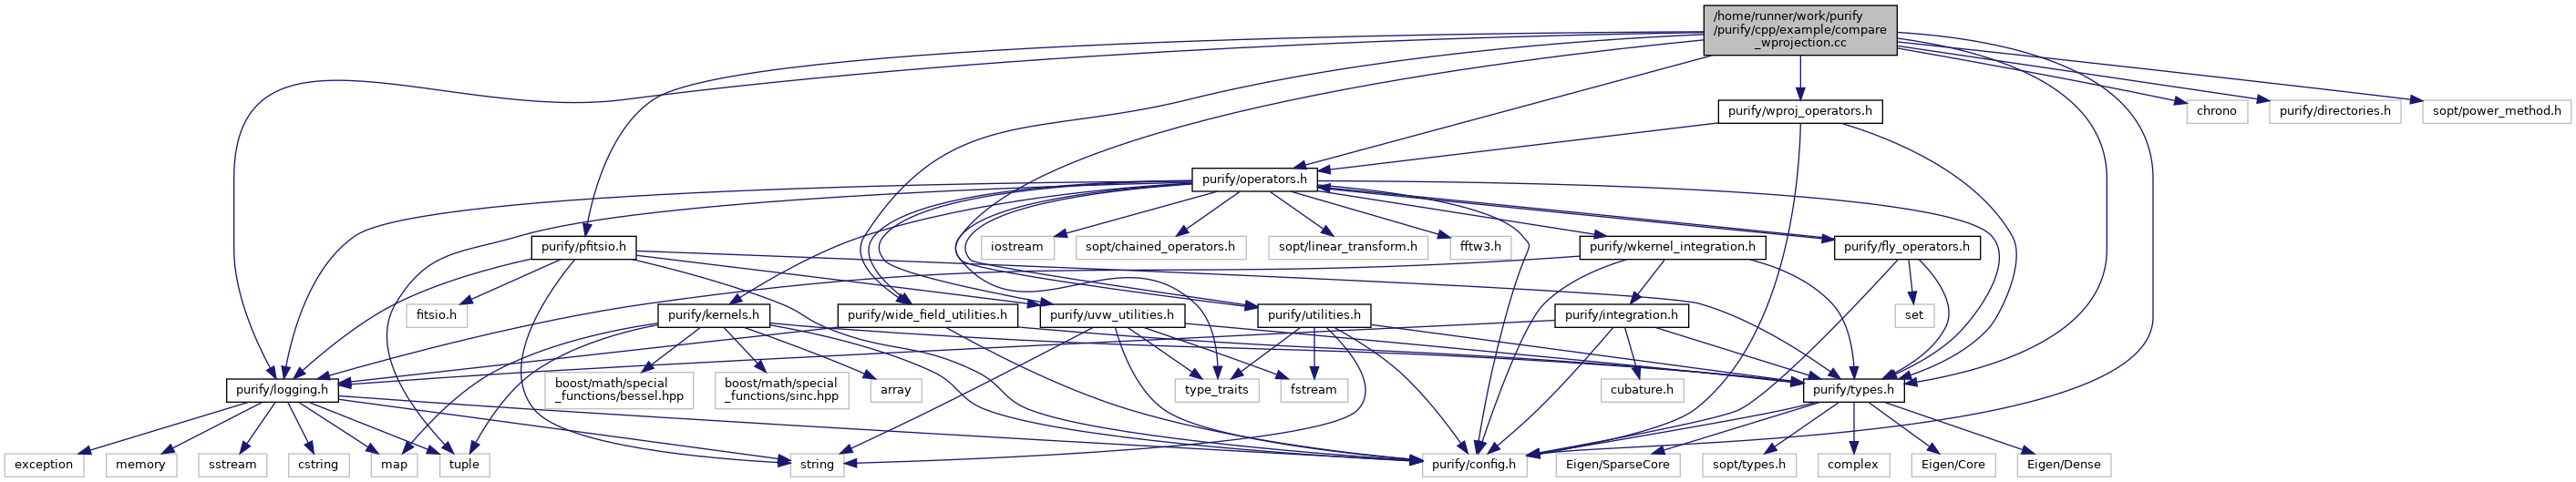 /home/runner/work/purify
/purify/cpp/example/compare
_wprojection.cc
purify/wproj_operators.h
chrono
purify/directories.h
sopt/power_method.h
purify/operators.h
purify/pfitsio.h
iostream
sopt/chained_operators.h
sopt/linear_transform.h
fftw3.h
purify/wkernel_integration.h
purify/fly_operators.h
fitsio.h
purify/kernels.h
purify/wide_field_utilities.h
purify/uvw_utilities.h
purify/utilities.h
purify/integration.h
set
purify/logging.h
boost/math/special
_functions/bessel.hpp
boost/math/special
_functions/sinc.hpp
array
type_traits
fstream
cubature.h
purify/types.h
exception
memory
sstream
cstring
map
tuple
string
purify/config.h
Eigen/SparseCore
sopt/types.h
complex
Eigen/Core
Eigen/Dense